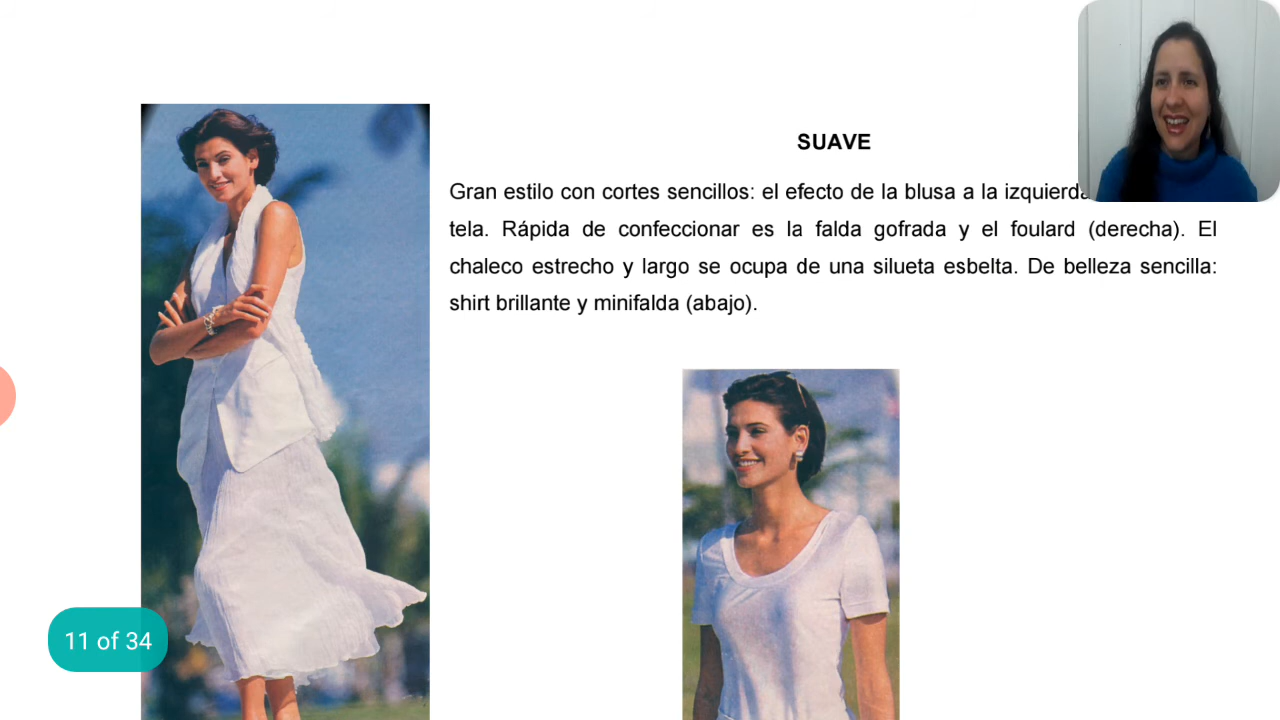 SUAVE
Gran estilo con cortes sencillos: el efecto de la blusa a la izquierda
tela. Rápida de confeccionar es la falda gofrada y el foulard (derecha). El
chaleco estrecho y largo se ocupa de una silueta esbelta. De belleza sencilla:
shirt brillante y minifalda (abajo).
11 of 34